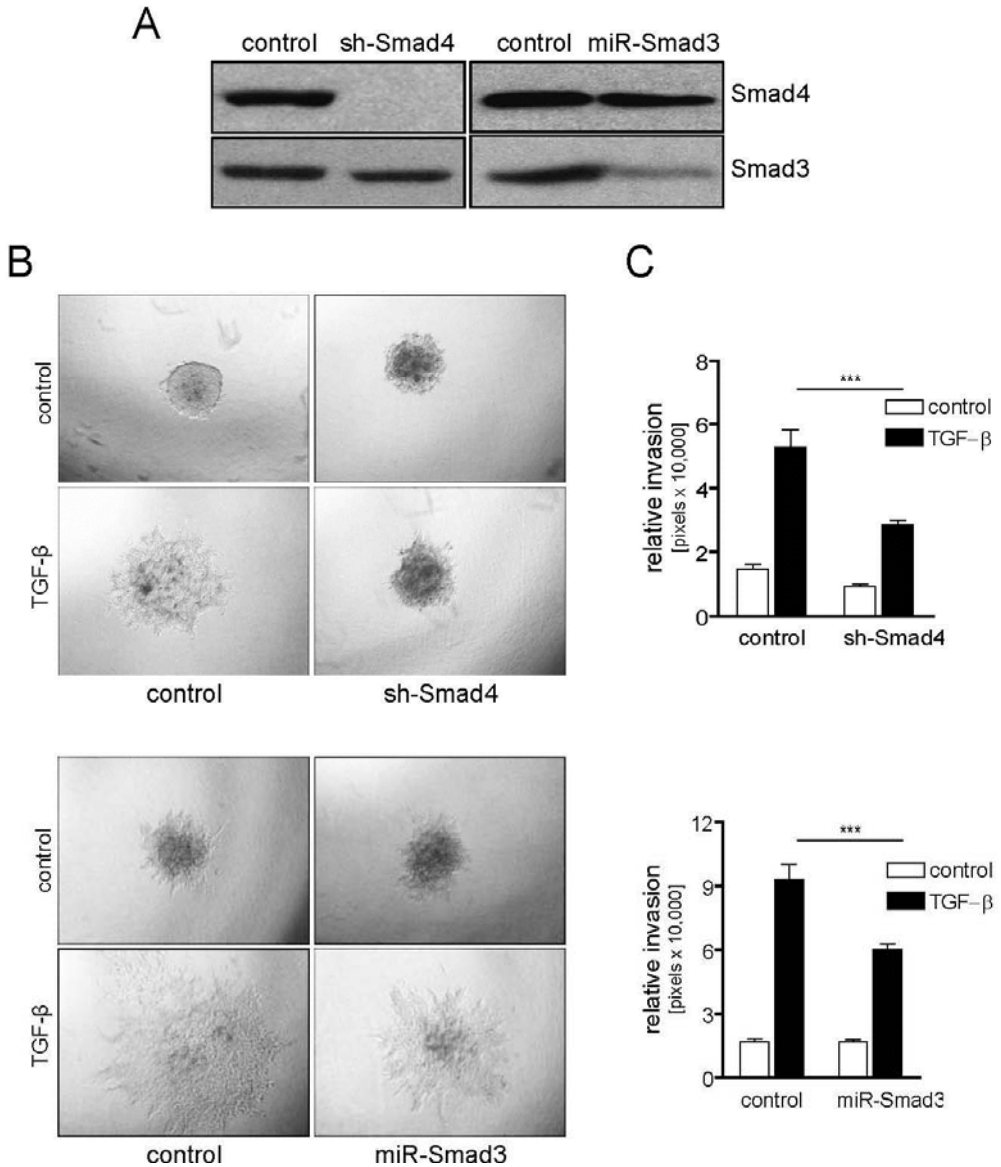 A
control sh-Smad4 control miR-Smad3
Smad4
Smad3
B
control
TGF-β
control sh-Smad4
control
TGF-β
control miR-Smad3
C
relative invasion
[pixels x 10,000]
8
6
4
2
0
***
control
TGF−β
control sh-Smad4
relative invasion
[pixels x 10,000]
12
9
6
3
0
***
control
TGF−β
control miR-Smad3